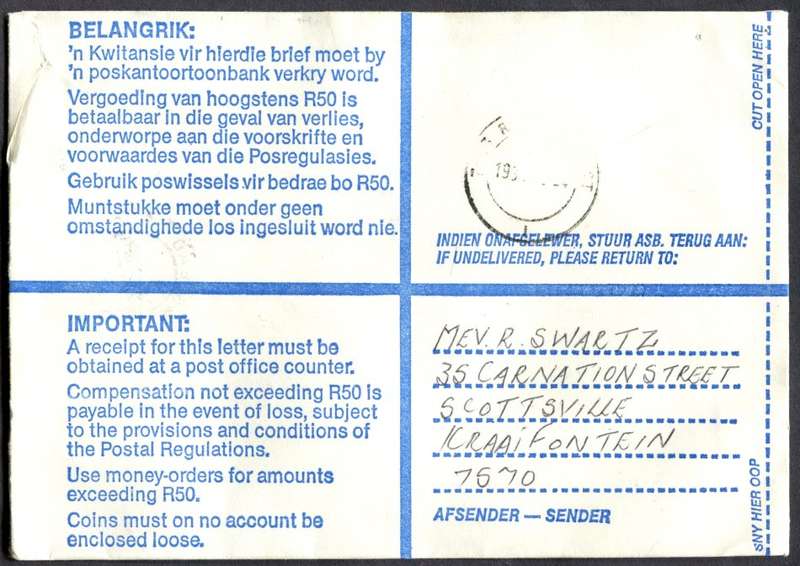 BELANGRIK:
'n Kwitansie vir hierdie brief moet by
'n poskantoortoonbank verkry word.
Vergoeding van hoogstens R50 is
betaalbaar in die geval van verlies,
onderworpe aan die voorskrifte en
voorwaardes van die Posregulasies.
Gebruik poswissels vir bedrae bo R50.
Muntstukke moet onder geen
omstandighede los ingesluit word nie.
INDIEN ONAFGELEWER, STUUR ASB. TERUG AAN:
IF UNDELIVERED, PLEASE RETURN TO:
CUT OPEN HERE
IMPORTANT:
A receipt for this letter must be
obtained at a post office counter.
Compensation not exceeding R50 is
payable in the event of loss, subject
to the provisions and conditions of
the Postal Regulations.
Use money-orders for amounts
exceeding R50.
Coins must on no account be
enclosed loose.
MEV. R. SWARTZ
35 CARNATION STREET
SCOTTSVILLE
KRAAIFONTEIN
7570
AFSENDER — SENDER
SNY HIER OOP